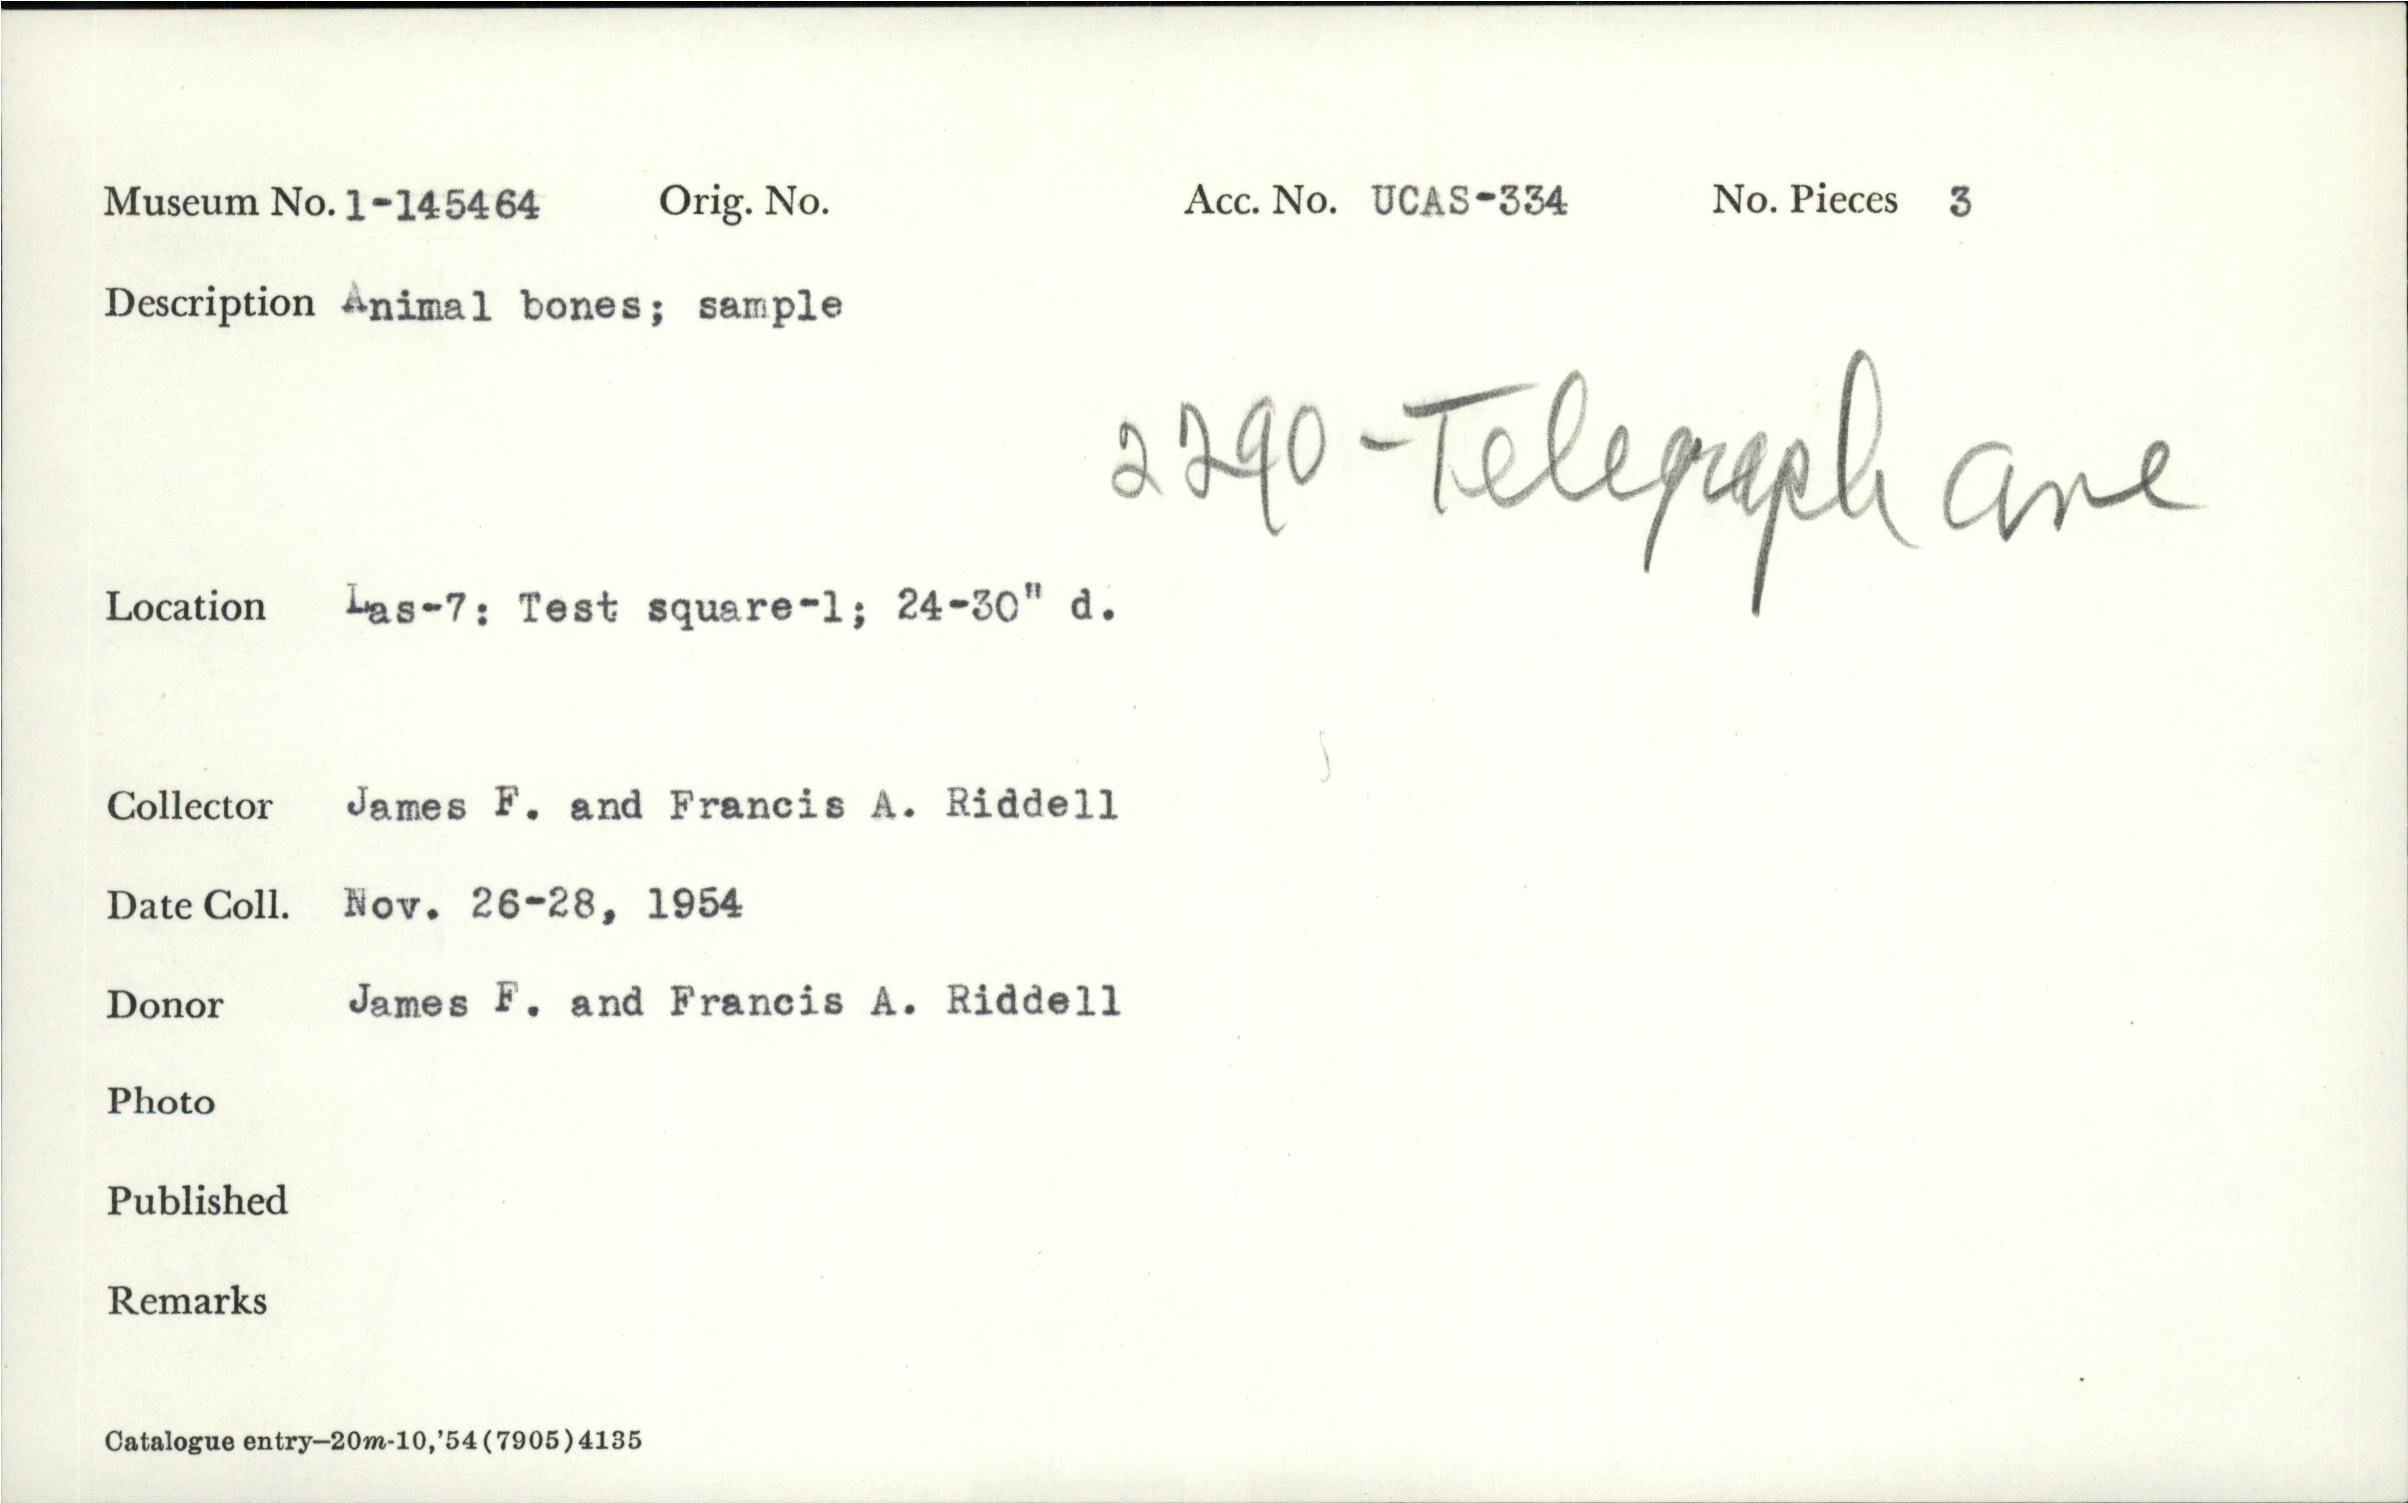 Museum No. 1-145464 Orig. No. Acc. No. UCAS-334 No. Pieces 3
Description Animal bones; sample
2290 - Telegraph Ave
Location Las-7: Test square-1; 24-30" d.
Collector James F. and Francis A. Riddell
Date Coll. Nov. 26-28, 1954
Donor James F. and Francis A. Riddell
Photo
Published
Remarks
Catalogue entry—20m-10,'54(7905)4135